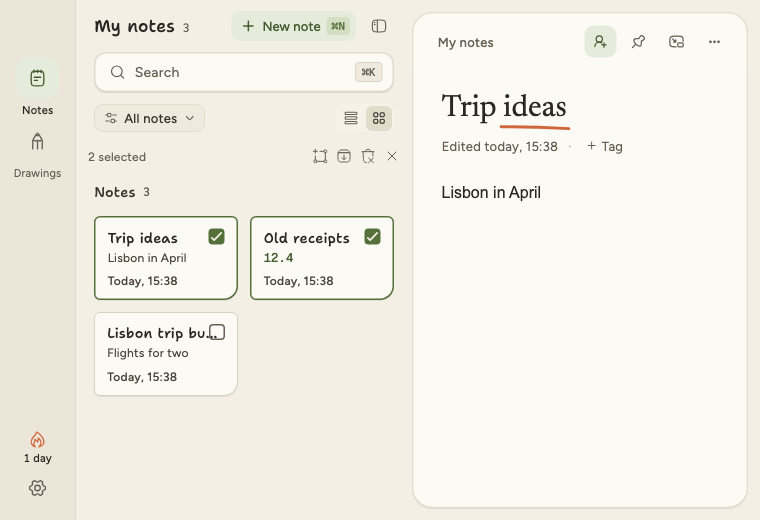 Notes
Drawings
1 day
My notes 3
New note ⌘N
Search ⌘K
All notes
2 selected
Notes 3
Trip ideas
Lisbon in April
Today, 15:38
Old receipts
12.4
Today, 15:38
Lisbon trip bu...
Flights for two
Today, 15:38
My notes
Trip ideas
Edited today, 15:38 · + Tag
Lisbon in April